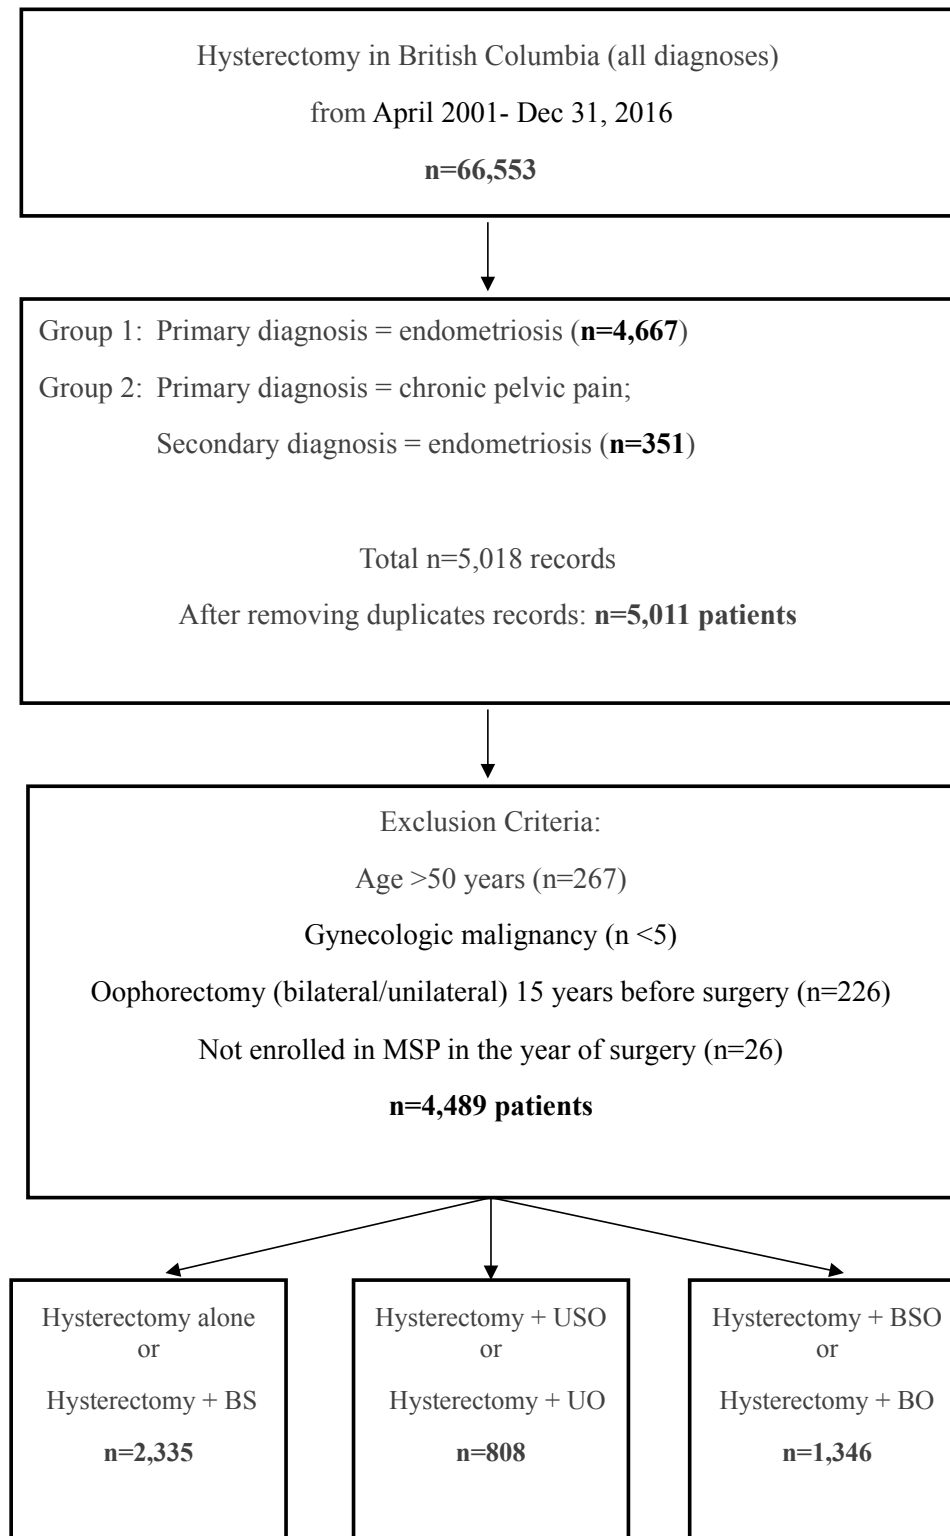 Hysterectomy in British Columbia (all diagnoses)
from April 2001- Dec 31, 2016
n=66,553
Group 1: Primary diagnosis = endometriosis (n=4,667)
Group 2: Primary diagnosis = chronic pelvic pain;
Secondary diagnosis = endometriosis (n=351)
Total n=5,018 records
After removing duplicates records: n=5,011 patients
Exclusion Criteria:
Age >50 years (n=267)
Gynecologic malignancy (n <5)
Oophorectomy (bilateral/unilateral) 15 years before surgery (n=226)
Not enrolled in MSP in the year of surgery (n=26)
n=4,489 patients
Hysterectomy alone
or
Hysterectomy + BS
n=2,335
Hysterectomy + USO
or
Hysterectomy + UO
n=808
Hysterectomy + BSO
or
Hysterectomy + BO
n=1,346